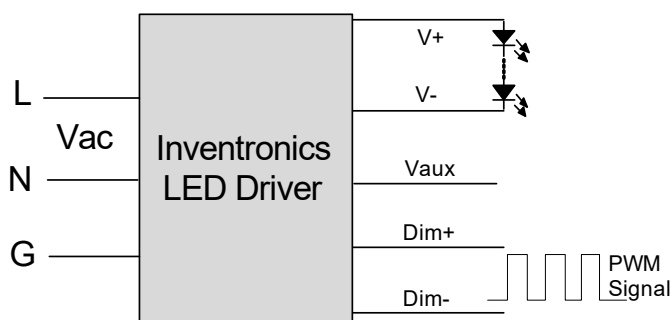 L
Vac
N
G
Inventronics
LED Driver
V+
V-
Vaux
Dim+
Dim-
PWM
Signal